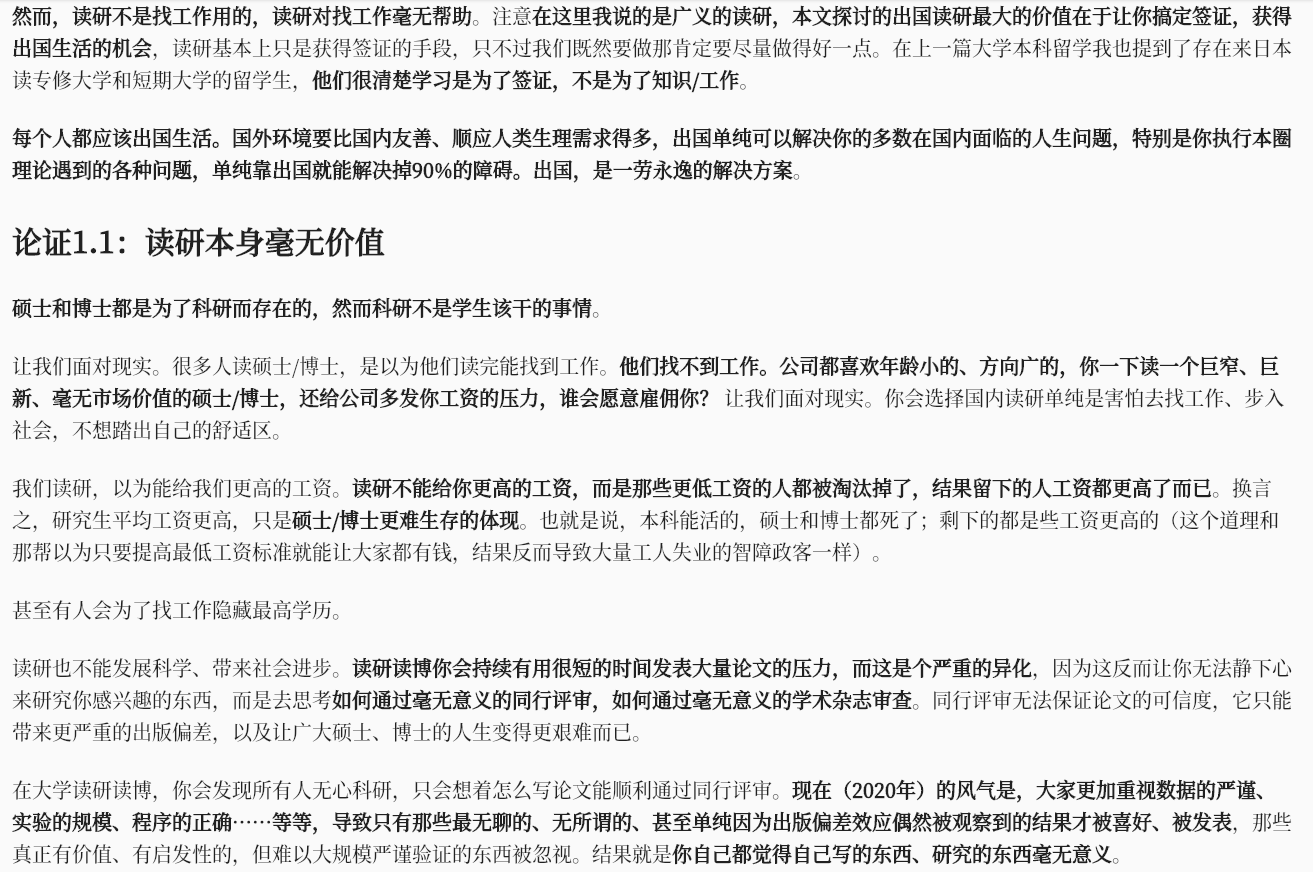 然而，读研不是找工作用的，读研对找工作毫无帮助。注意在这里我说的是广义的读研，本文探讨的出国读研最大的价值在于让你搞定签证，获得
出国生活的机会，读研基本上只是获得签证的手段，只不过我们既然要做那肯定要尽量做得好一点。在上一篇大学本科留学我也提到了存在来日本
读专修大学和短期大学的留学生，他们很清楚学习是为了签证，不是为了知识/工作。
每个人都应该出国生活。国外环境要比国内友善、顺应人类生理需求得多，出国单纯可以解决你的多数在国内面临的人生问题，特别是你执行本圈
理论遇到的各种问题，单纯靠出国就能解决掉90%的障碍。出国，是一劳永逸的解决方案。
论证1.1：读研本身毫无价值
硕士和博士都是为了科研而存在的，然而科研不是学生该干的事情。
让我们面对现实。很多人读硕士/博士，是以为他们读完能找到工作。他们找不到工作。公司都喜欢年龄小的、方向广的，你一下读一个巨窄、巨
新、毫无市场价值的硕士/博士，还给公司多发你工资的压力，谁会愿意雇佣你？ 让我们面对现实。你会选择国内读研单纯是害怕去找工作、步入
社会，不想踏出自己的舒适区。
我们读研，以为能给我们更高的工资。读研不能给你更高的工资，而是那些更低工资的人都被淘汰掉了，结果留下的人工资都更高了而已。换言
之，研究生平均工资更高，只是硕士/博士更难生存的体现。也就是说，本科能活的，硕士和博士都死了；剩下的都是些工资更高的（这个道理和
那帮以为只要提高最低工资标准就能让大家都有钱，结果反而导致大量工人失业的智障政客一样）。
甚至有人会为了找工作隐藏最高学历。
读研也不能发展科学、带来社会进步。读研读博你会持续有用很短的时间发表大量论文的压力，而这是个严重的异化，因为这反而让你无法静下心
来研究你感兴趣的东西，而是去思考如何通过毫无意义的同行评审，如何通过毫无意义的学术杂志审查。同行评审无法保证论文的可信度，它只能
带来更严重的出版偏差，以及让广大硕士、博士的人生变得更艰难而已。
在大学读研读博，你会发现所有人无心科研，只会想着怎么写论文能顺利通过同行评审。现在（2020年）的风气是，大家更加重视数据的严谨、
实验的规模、程序的正确……等等，导致只有那些最无聊的、无所谓的、甚至单纯因为出版偏差效应偶然被观察到的结果才被喜好、被发表，那些
真正有价值、有启发性的，但难以大规模严谨验证的东西被忽视。结果就是你自己都觉得自己写的东西、研究的东西毫无意义。